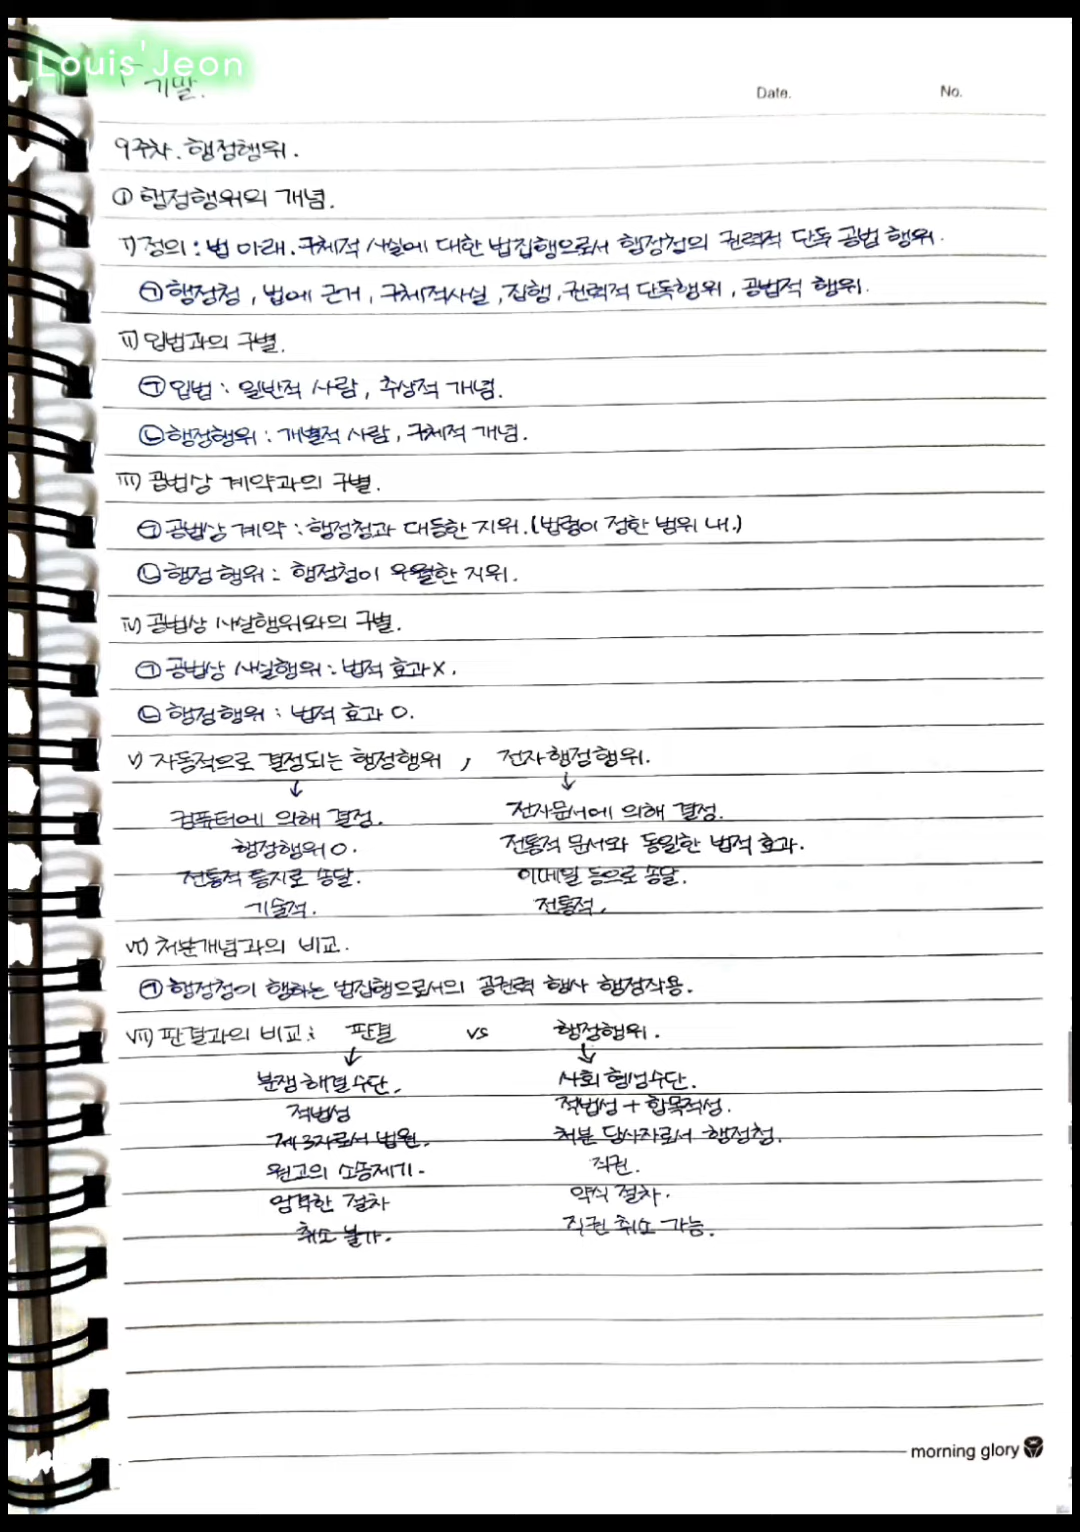 Louis'Jeon
기말.
Date. No.
9주차. 행정행위.
① 행정행위의 개념.
i) 정의 : 법 아래. 구체적 사실에 대한 법집행으로서 행정청의 권력적 단독 공법 행위.
㉠ 행정청, 법에 근거, 구체적사실, 집행, 권력적 단독행위, 공법적 행위.
ii) 입법과의 구별.
㉠ 입법 : 일반적 사람, 추상적 개념.
㉡ 행정행위 : 개별적 사람, 구체적 개념.
iii) 공법상 계약과의 구별.
㉠ 공법상 계약 : 행정청과 대등한 지위. (법령이 정한 범위 내.)
㉡ 행정 행위 : 행정청이 우월한 지위.
iv) 공법상 사실행위와의 구별.
㉠ 공법상 사실행위 : 법적 효과 X.
㉡ 행정행위 : 법적 효과 O.
v) 자동적으로 결정되는 행정행위 , 전자행정행위.
↓ ↓
컴퓨터에 의해 결정. 전자문서에 의해 결정.
행정행위 O. 전통적 문서와 동일한 법적 효과.
전통적 등지로 송달. 이메일 등으로 송달.
기술적. 전통적.
vi) 처분개념과의 비교.
㉠ 행정청이 행하는 법집행으로서의 공권력 행사 행정작용.
vii) 판결과의 비교 : 판결 vs 행정행위.
↓ ↓
분쟁 해결수단. 사회 형성수단.
적법성 적법성 + 합목적성.
제3자로서 법원. 처분 당사자로서 행정청.
원고의 소송제기. 직권.
엄격한 절차 약식 절차.
취소 불가. 직권 취소 가능.
morning glory